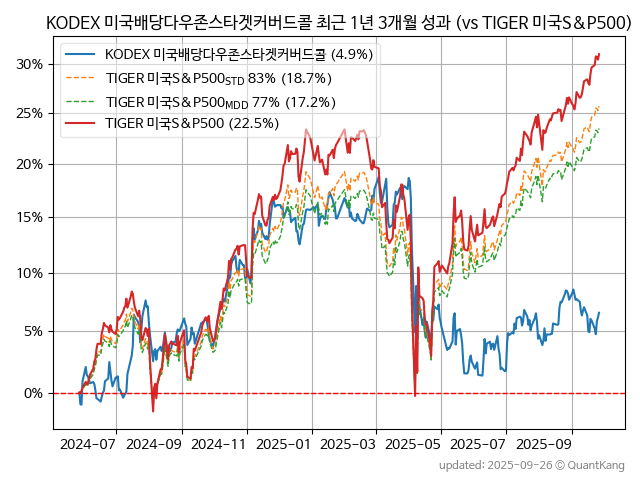 KODEX 미국배당다우존스타겟커버드콜 최근 1년 3개월 성과 (vs TIGER 미국S&P500)
KODEX 미국배당다우존스타겟커버드콜 (4.9%)
TIGER 미국S&P500STD 83% (18.7%)
TIGER 미국S&P500MDD 77% (17.2%)
TIGER 미국S&P500 (22.5%)
30%
25%
20%
15%
10%
5%
0%
2024-07 2024-09 2024-11 2025-01 2025-03 2025-05 2025-07 2025-09
updated: 2025-09-26 © QuantKang